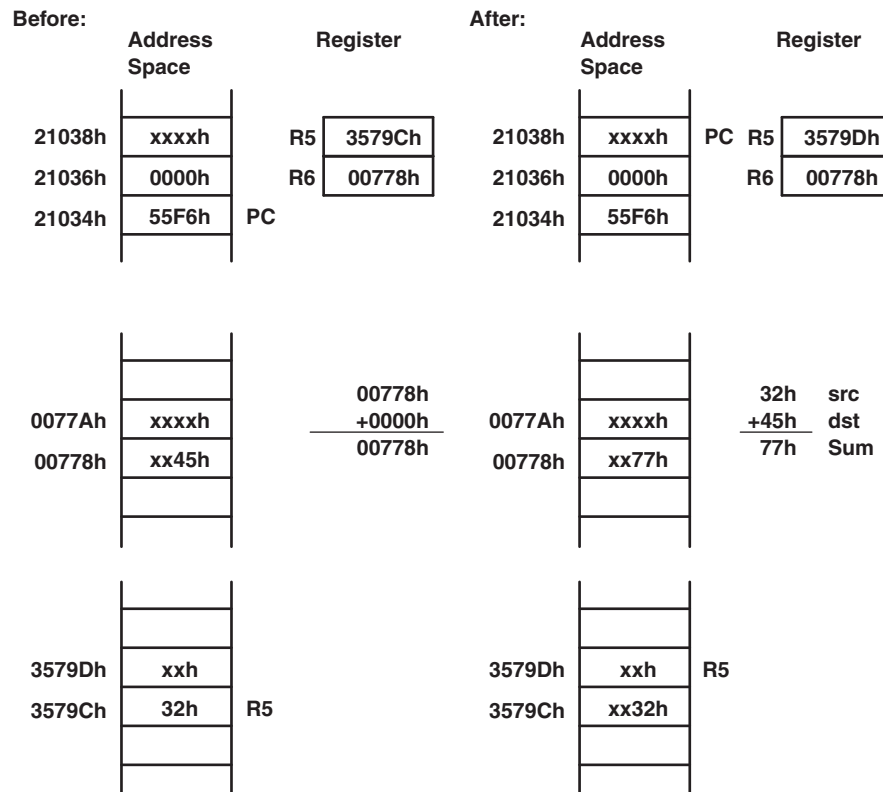 Before:
Address Space
Register
21038h xxxxh R5 3579Ch
21036h 0000h R6 00778h
21034h 55F6h PC
After:
Address Space
Register
21038h xxxxh PC R5 3579Dh
21036h 0000h R6 00778h
21034h 55F6h
00778h
0077Ah xxxxh +0000h
00778h xx45h 00778h
32h src
0077Ah xxxxh +45h dst
00778h xx77h 77h Sum
3579Dh xxh
3579Ch 32h R5
3579Dh xxh R5
3579Ch xx32h